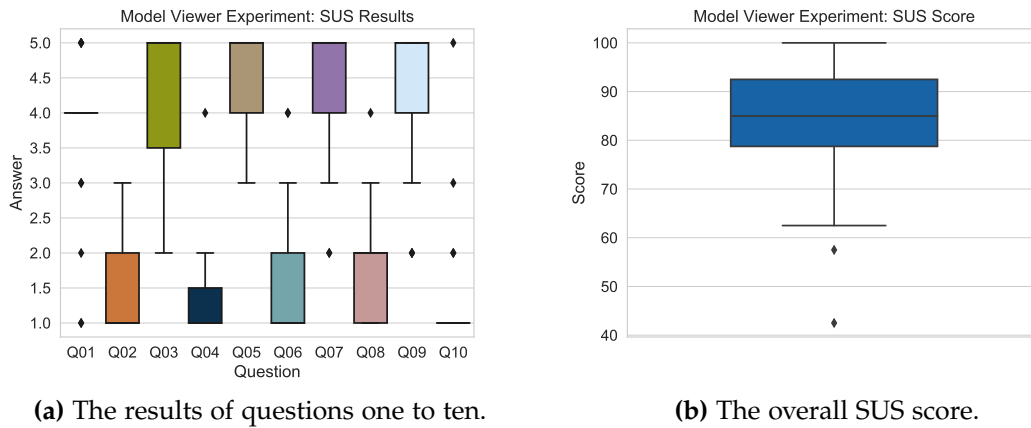 Model Viewer Experiment: SUS Results
5.0
4.5
4.0
3.5
3.0
2.5
2.0
1.5
1.0
Answer
Q01 Q02 Q03 Q04 Q05 Q06 Q07 Q08 Q09 Q10
Question
(a) The results of questions one to ten.
Model Viewer Experiment: SUS Score
100
90
80
70
60
50
40
Score
(b) The overall SUS score.